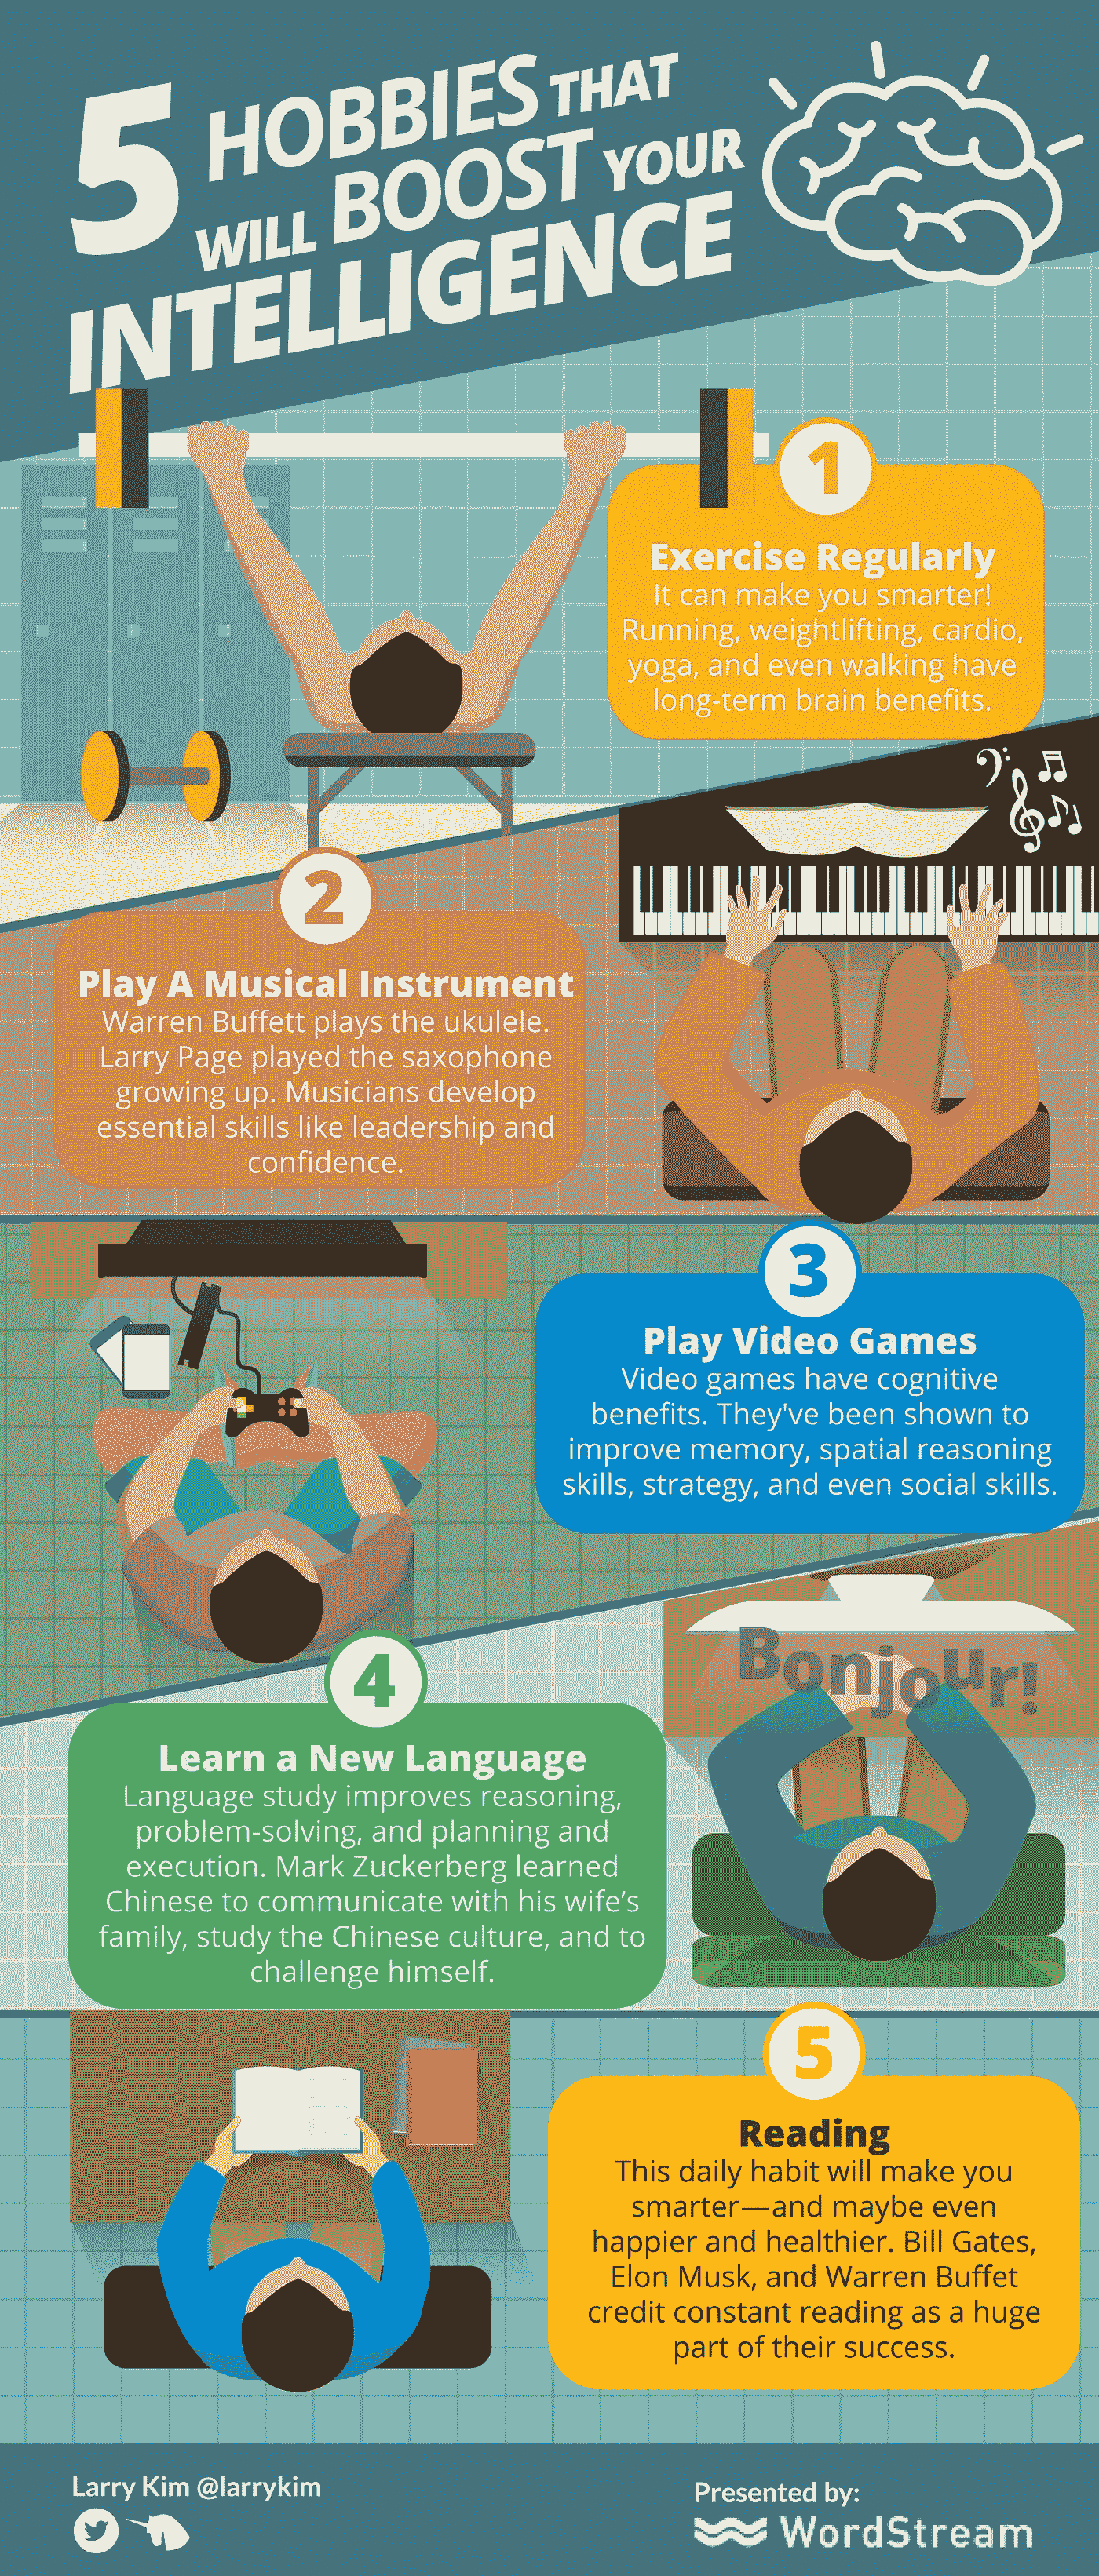 5 HOBBIES THAT
WILL BOOST YOUR
INTELLIGENCE
1
Exercise Regularly
It can make you smarter!
Running, weightlifting, cardio,
yoga, and even walking have
long-term brain benefits.
2
Play A Musical Instrument
Warren Buffett plays the ukulele.
Larry Page played the saxophone
growing up. Musicians develop
essential skills like leadership and
confidence.
3
Play Video Games
Video games have cognitive
benefits. They've been shown to
improve memory, spatial reasoning
skills, strategy, and even social skills.
Bonjour!
4
Learn a New Language
Language study improves reasoning,
problem-solving, and planning and
execution. Mark Zuckerberg learned
Chinese to communicate with his wife’s
family, study the Chinese culture, and to
challenge himself.
5
Reading
This daily habit will make you
smarter—and maybe even
happier and healthier. Bill Gates,
Elon Musk, and Warren Buffet
credit constant reading as a huge
part of their success.
Larry Kim @larrykim
Presented by:
WordStream